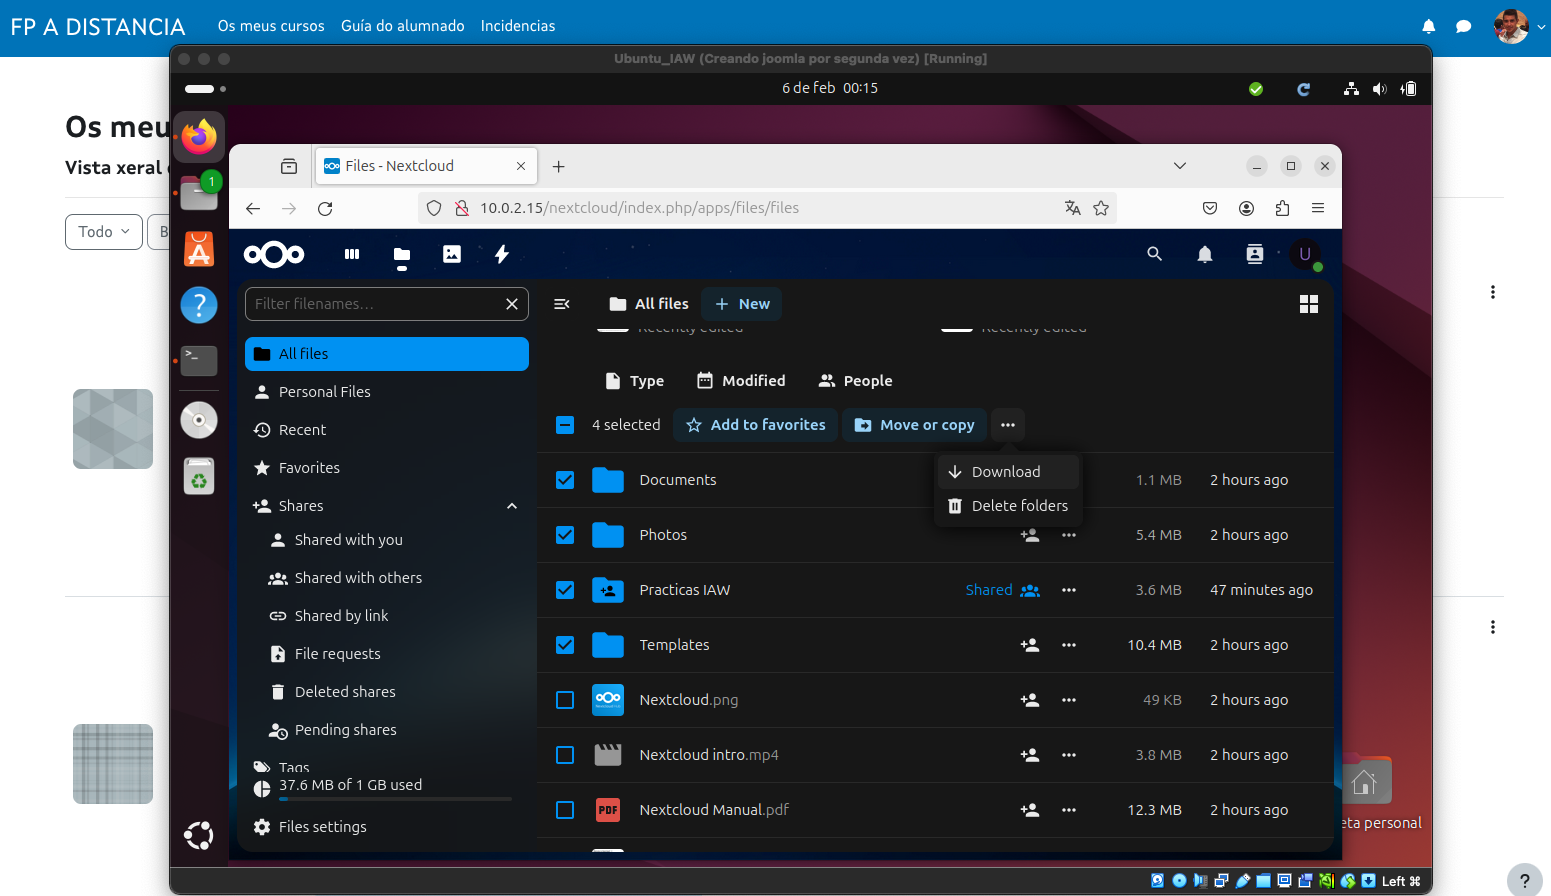 FP A DISTANCIA
Os meus cursos
Guía do alumnado
Incidencias
Ubuntu_IAW (Creando joomla por segunda vez) [Running]
6 de feb 00:15
Os meu
Vista xeral
Todo
B
1
Files - Nextcloud
10.0.2.15/nextcloud/index.php/apps/files/files
U
Filter filenames...
All files
New
Recently edited
Recently edited
All files
Personal Files
Recent
Favorites
Shares
Shared with you
Shared with others
Shared by link
File requests
Deleted shares
Pending shares
Tags
37.6 MB of 1 GB used
Files settings
Type
Modified
People
4 selected
Add to favorites
Move or copy
Download
Delete folders
Documents 1.1 MB 2 hours ago
Photos 5.4 MB 2 hours ago
Practicas IAW Shared 3.6 MB 47 minutes ago
Templates 10.4 MB 2 hours ago
Nextcloud.png 49 KB 2 hours ago
Nextcloud intro.mp4 3.8 MB 2 hours ago
PDF Nextcloud Manual.pdf 12.3 MB 2 hours ago
eta personal
Left ⌘
?